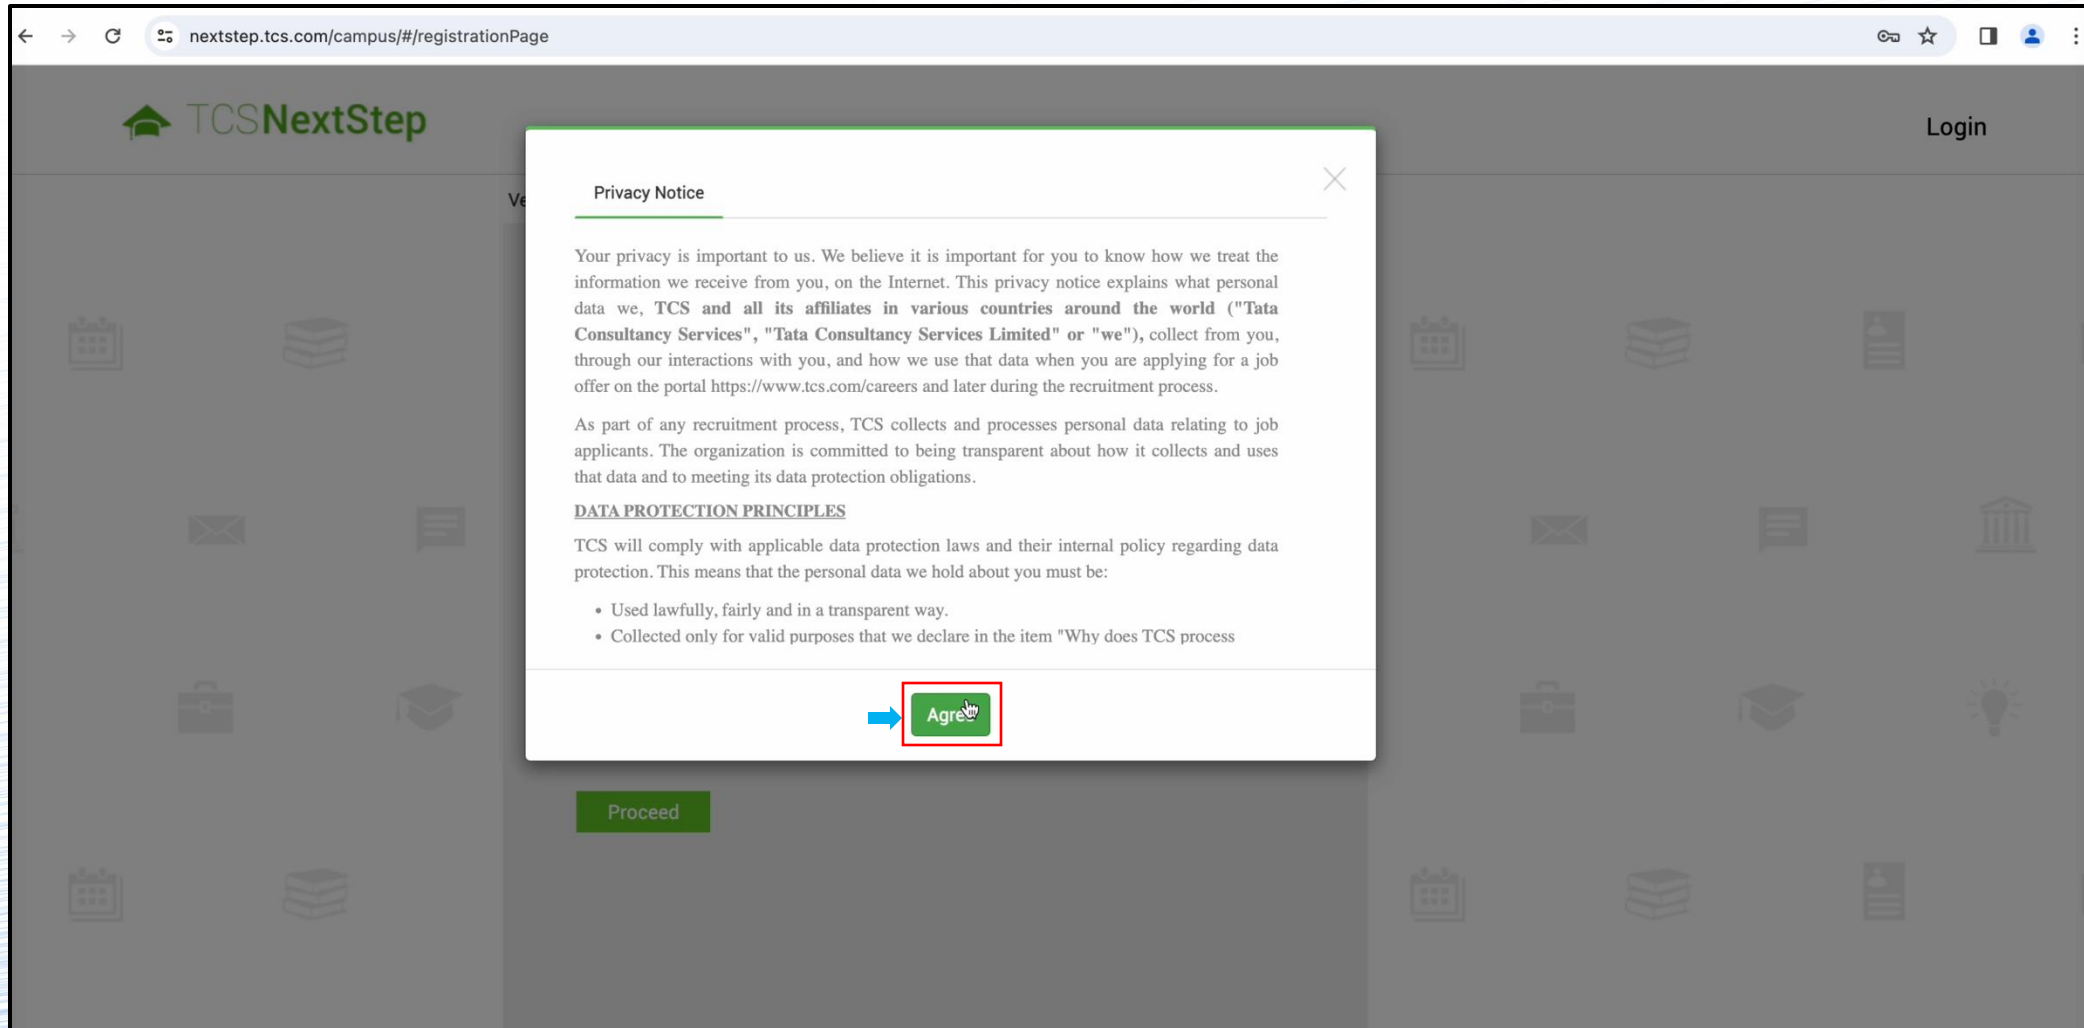 nextstep.tcs.com/campus/#/registrationPage
TCSNextStep
Login
Privacy Notice
Your privacy is important to us. We believe it is important for you to know how we treat the
information we receive from you, on the Internet. This privacy notice explains what personal
data we, TCS and all its affiliates in various countries around the world ("Tata
Consultancy Services", "Tata Consultancy Services Limited" or "we"), collect from you,
through our interactions with you, and how we use that data when you are applying for a job
offer on the portal https://www.tcs.com/careers and later during the recruitment process.
As part of any recruitment process, TCS collects and processes personal data relating to job
applicants. The organization is committed to being transparent about how it collects and uses
that data and to meeting its data protection obligations.
DATA PROTECTION PRINCIPLES
TCS will comply with applicable data protection laws and their internal policy regarding data
protection. This means that the personal data we hold about you must be:
• Used lawfully, fairly and in a transparent way.
• Collected only for valid purposes that we declare in the item "Why does TCS process
Agree
Proceed